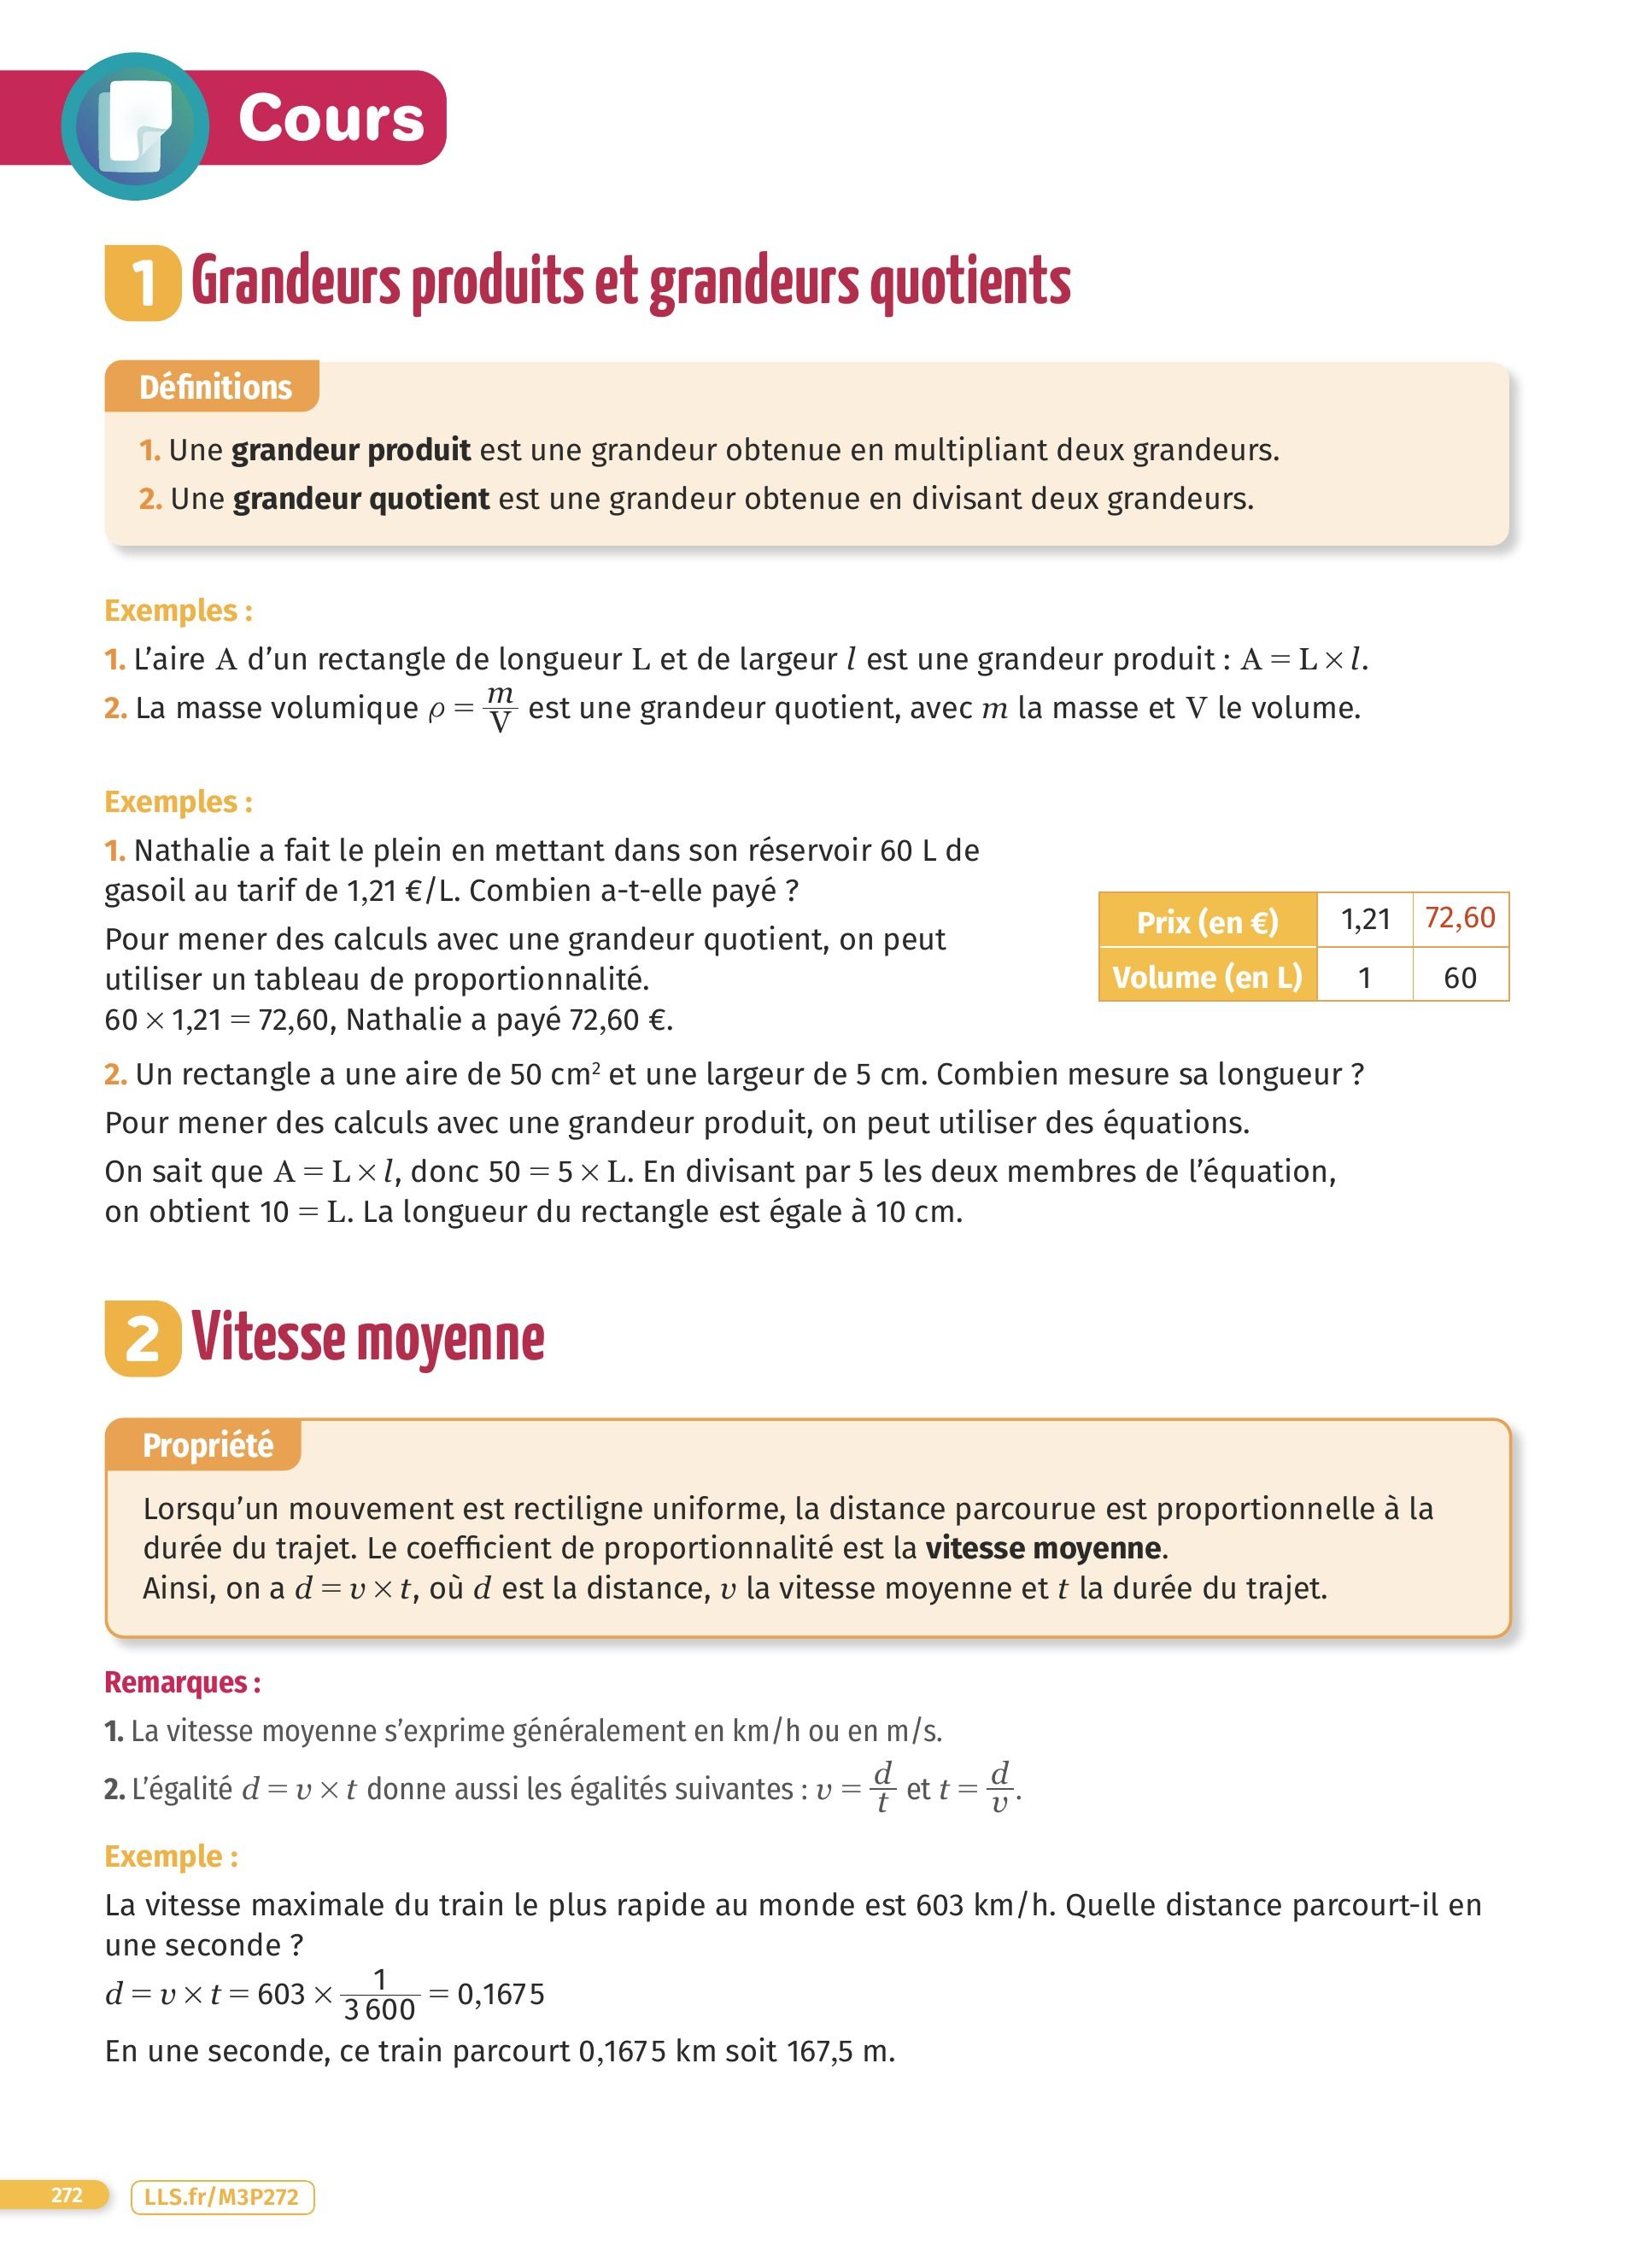 Cours
1 Grandeurs produits et grandeurs quotients
Définitions
1. Une grandeur produit est une grandeur obtenue en multipliant deux grandeurs.
2. Une grandeur quotient est une grandeur obtenue en divisant deux grandeurs.
Exemples :
1. L’aire A d’un rectangle de longueur L et de largeur l est une grandeur produit : A = L × l.
2. La masse volumique ρ = m/V est une grandeur quotient, avec m la masse et V le volume.
Exemples :
1. Nathalie a fait le plein en mettant dans son réservoir 60 L de
gasoil au tarif de 1,21 €/L. Combien a-t-elle payé ?
Pour mener des calculs avec une grandeur quotient, on peut
utiliser un tableau de proportionnalité.
60 × 1,21 = 72,60, Nathalie a payé 72,60 €.
Prix (en €) 1,21 72,60
Volume (en L) 1 60
2. Un rectangle a une aire de 50 cm² et une largeur de 5 cm. Combien mesure sa longueur ?
Pour mener des calculs avec une grandeur produit, on peut utiliser des équations.
On sait que A = L × l, donc 50 = 5 × L. En divisant par 5 les deux membres de l’équation,
on obtient 10 = L. La longueur du rectangle est égale à 10 cm.
2 Vitesse moyenne
Propriété
Lorsqu’un mouvement est rectiligne uniforme, la distance parcourue est proportionnelle à la
durée du trajet. Le coefficient de proportionnalité est la vitesse moyenne.
Ainsi, on a d = v × t, où d est la distance, v la vitesse moyenne et t la durée du trajet.
Remarques :
1. La vitesse moyenne s’exprime généralement en km/h ou en m/s.
2. L’égalité d = v × t donne aussi les égalités suivantes : v = d/t et t = d/v.
Exemple :
La vitesse maximale du train le plus rapide au monde est 603 km/h. Quelle distance parcourt-il en
une seconde ?
d = v × t = 603 × 1/3 600 = 0,1675
En une seconde, ce train parcourt 0,1675 km soit 167,5 m.
272
LLS.fr/M3P272